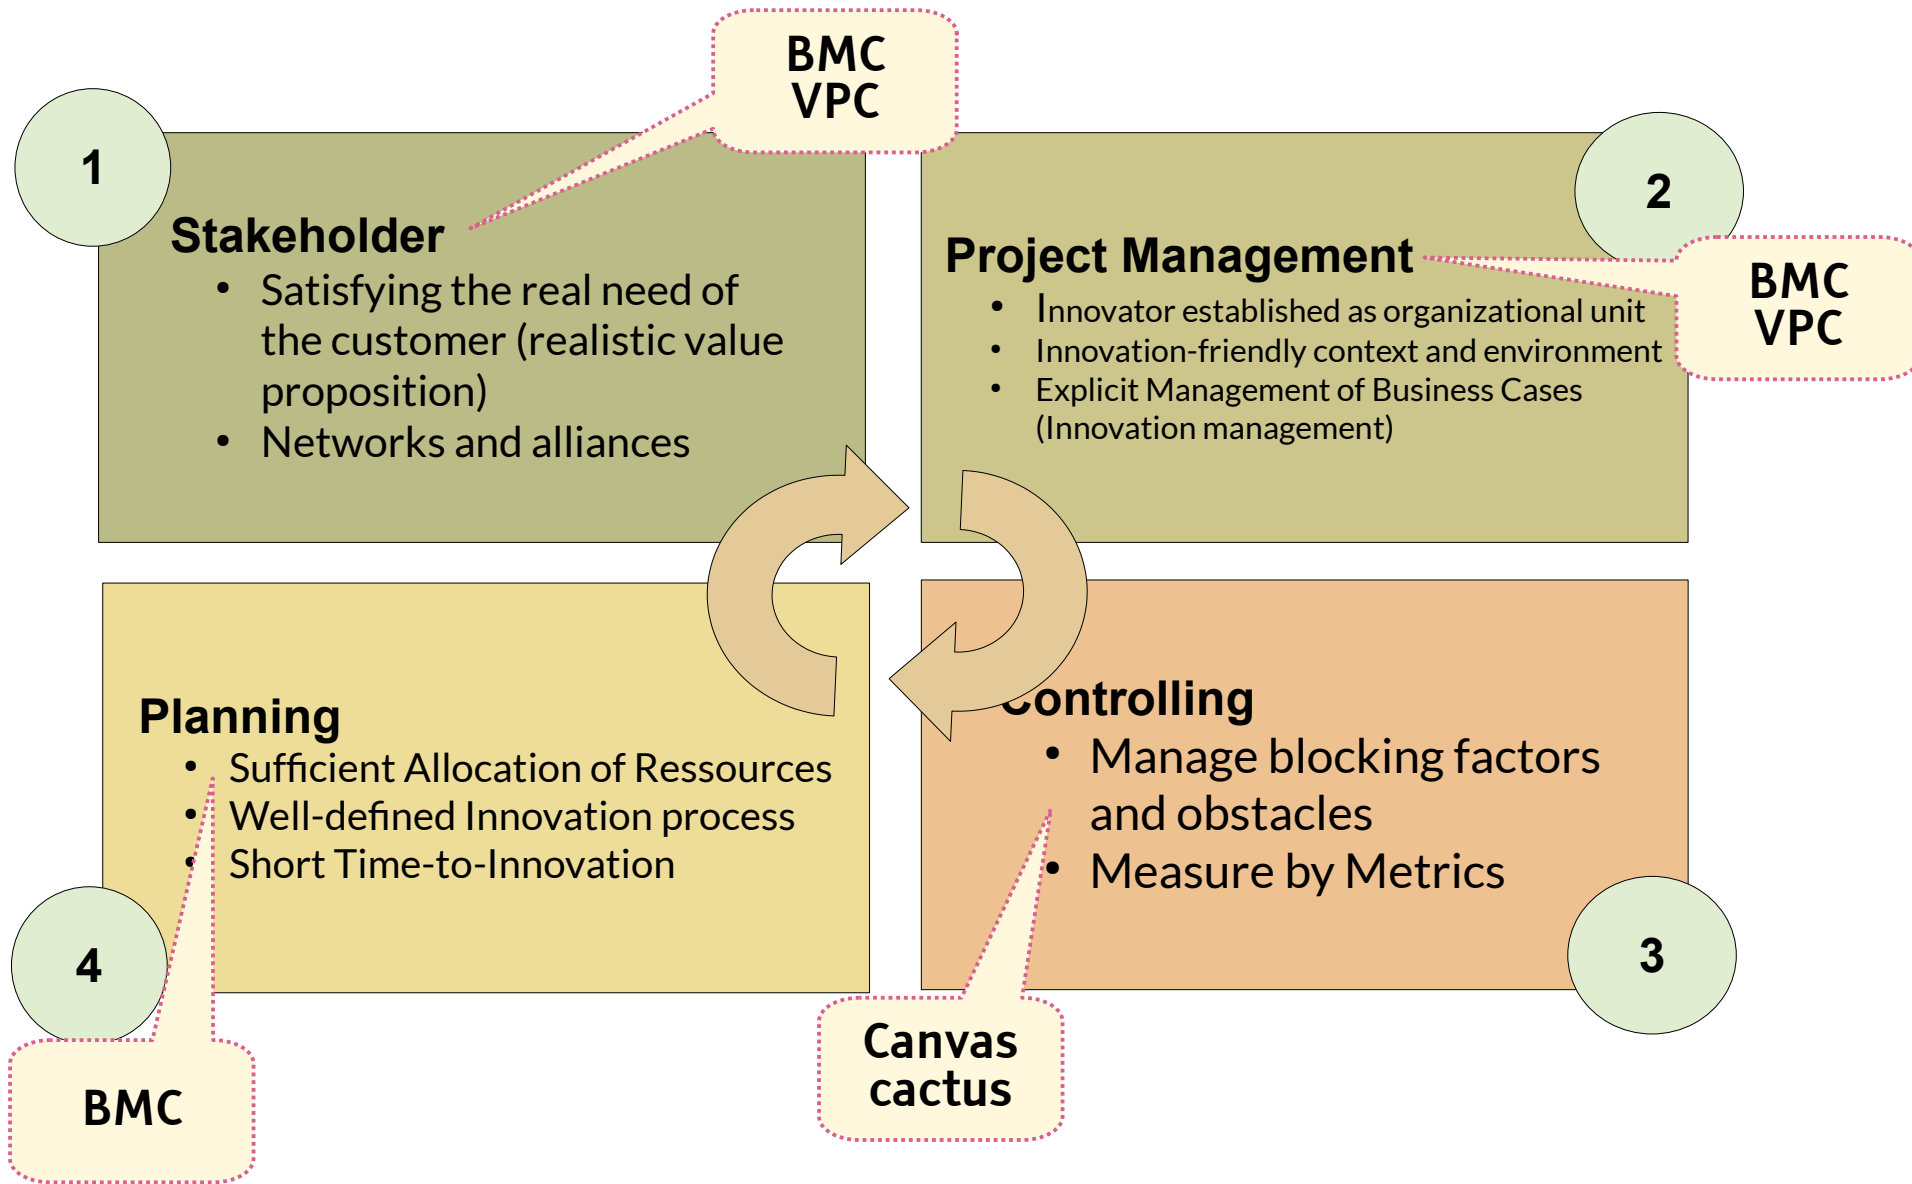 BMC
VPC
1
Stakeholder
• Satisfying the real need of
the customer (realistic value
proposition)
• Networks and alliances
2
Project Management
BMC
VPC
• Innovator established as organizational unit
• Innovation-friendly context and environment
• Explicit Management of Business Cases
(Innovation management)
Controlling
• Manage blocking factors
and obstacles
• Measure by Metrics
3
Canvas
cactus
Planning
• Sufficient Allocation of Ressources
• Well-defined Innovation process
• Short Time-to-Innovation
4
BMC